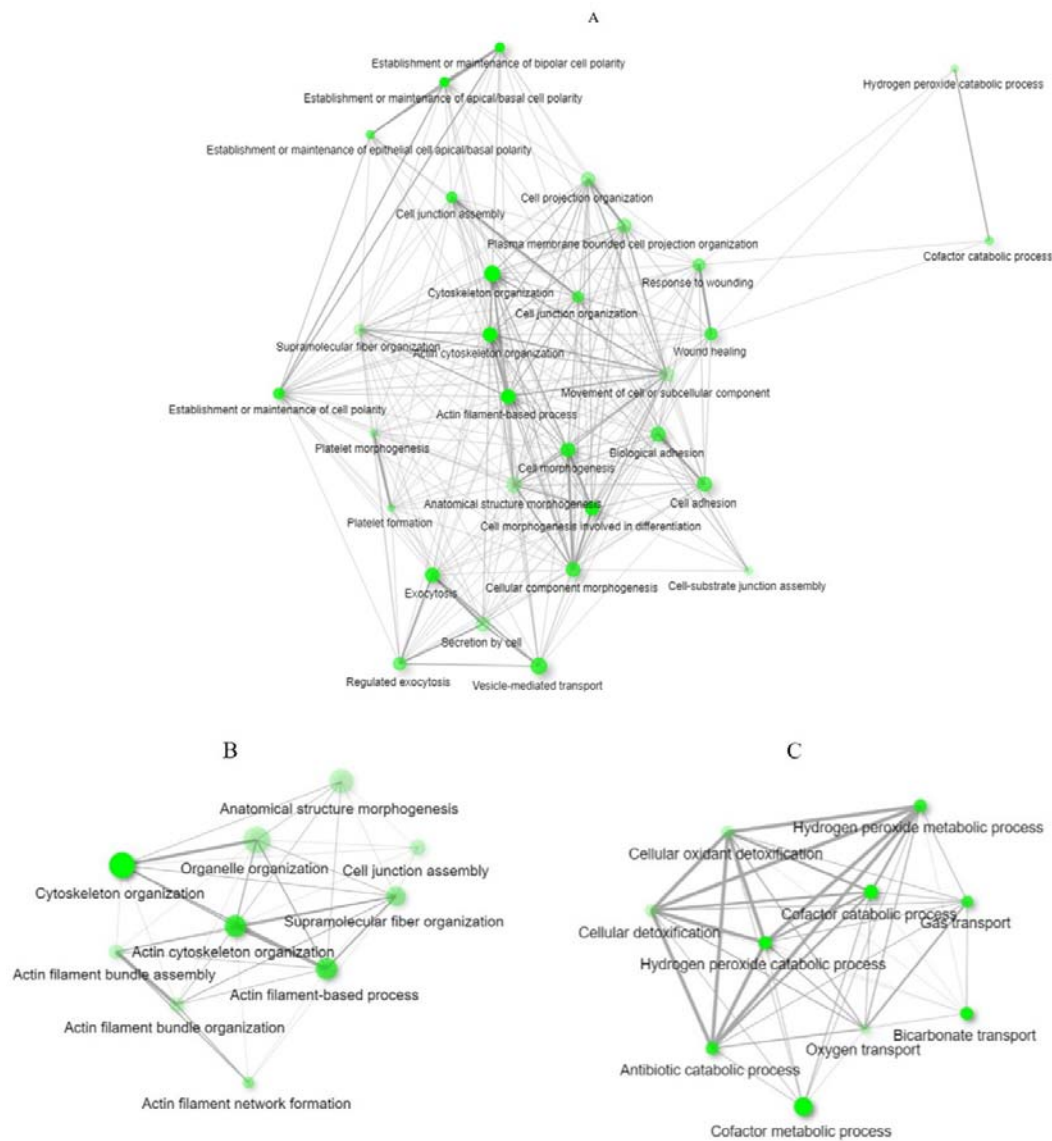 A
Establishment or maintenance of bipolar cell polarity
Hydrogen peroxide catabolic process
Establishment or maintenance of apical/basal cell polarity
Establishment or maintenance of epithelial cell apical/basal polarity
Cell projection organization
Cell junction assembly
Plasma membrane bounded cell projection organization
Cofactor catabolic process
Response to wounding
Cytoskeleton organization
Cell junction organization
Supramolecular fiber organization
Actin cytoskeleton organization
Wound healing
Movement of cell or subcellular component
Establishment or maintenance of cell polarity
Actin filament-based process
Platelet morphogenesis
Biological adhesion
Cell morphogenesis
Anatomical structure morphogenesis
Cell adhesion
Platelet formation
Cell morphogenesis involved in differentiation
Exocytosis
Cellular component morphogenesis
Cell-substrate junction assembly
Secretion by cell
Regulated exocytosis
Vesicle-mediated transport
B
Anatomical structure morphogenesis
Organelle organization
Cell junction assembly
Cytoskeleton organization
Supramolecular fiber organization
Actin cytoskeleton organization
Actin filament bundle assembly
Actin filament-based process
Actin filament bundle organization
Actin filament network formation
C
Hydrogen peroxide metabolic process
Cellular oxidant detoxification
Cofactor catabolic process
Gas transport
Cellular detoxification
Hydrogen peroxide catabolic process
Bicarbonate transport
Oxygen transport
Antibiotic catabolic process
Cofactor metabolic process